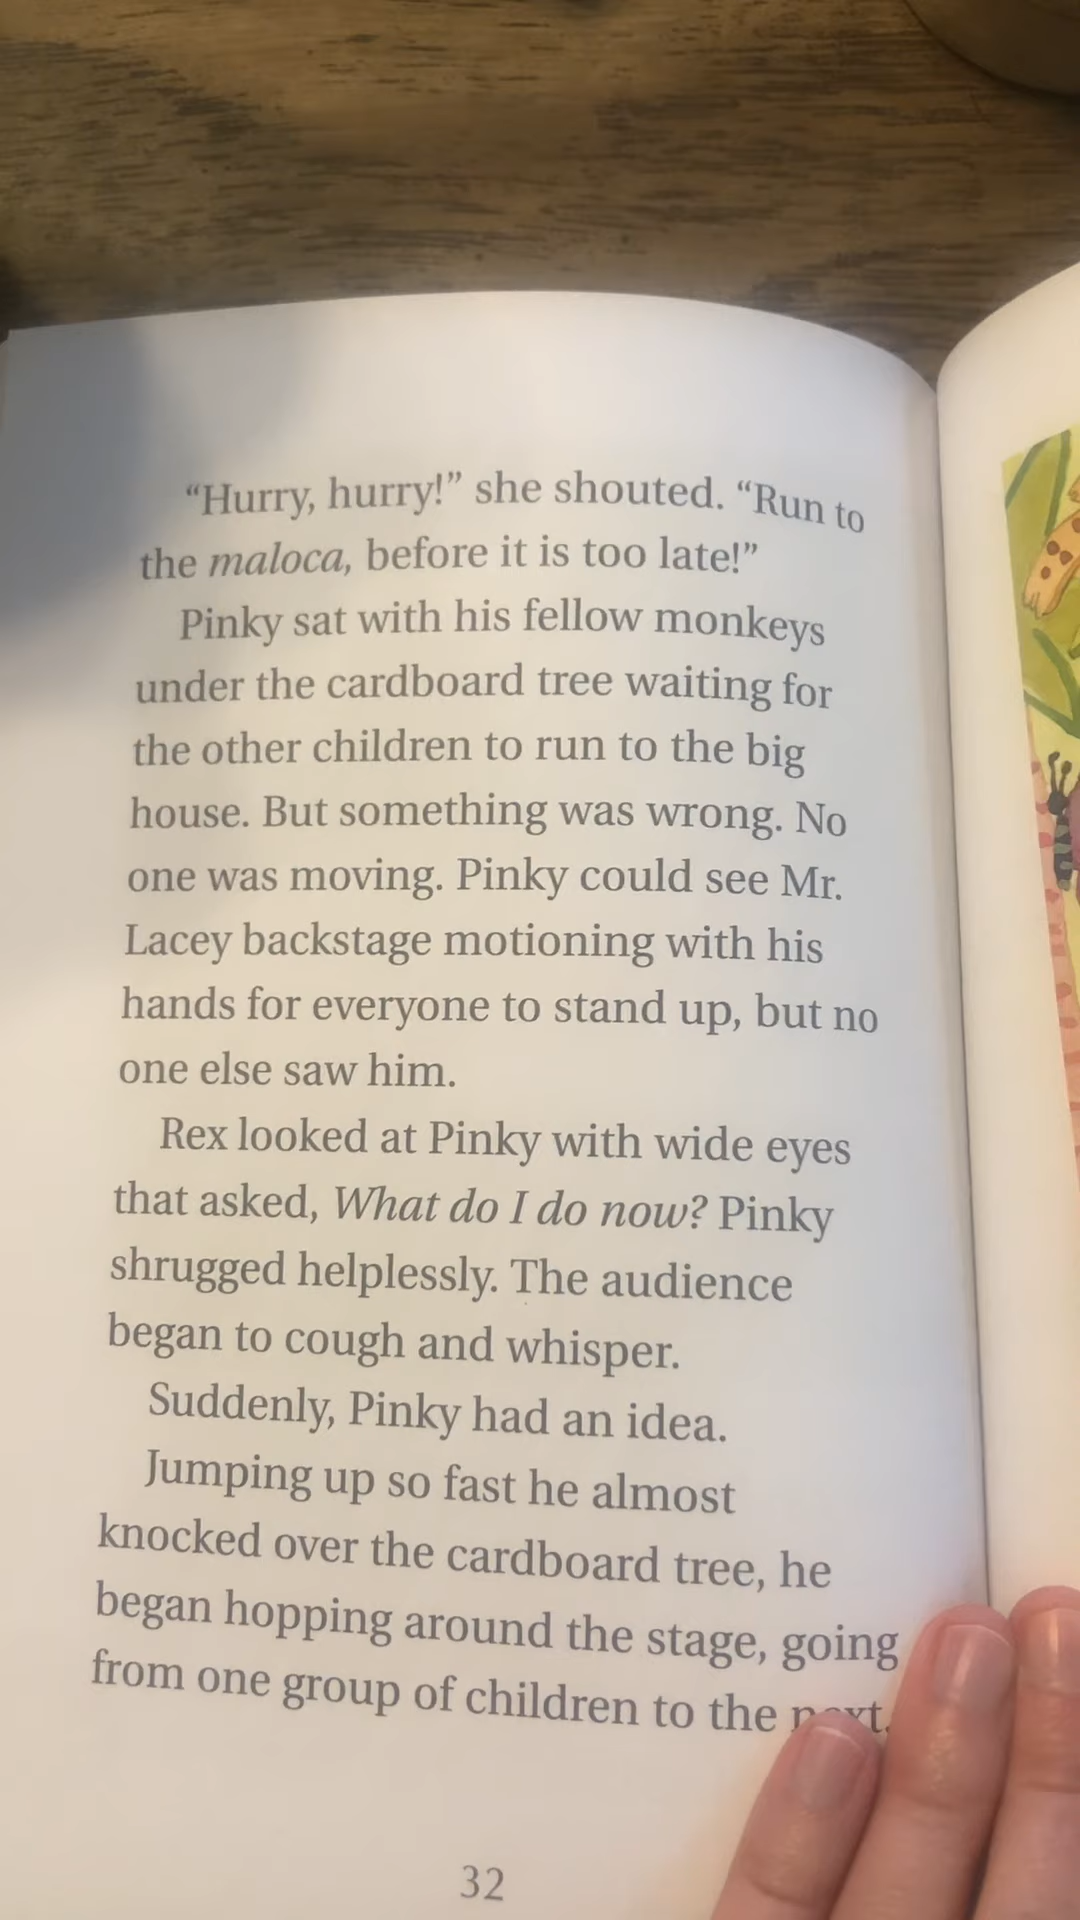 “Hurry, hurry!” she shouted. “Run to
the maloca, before it is too late!”
Pinky sat with his fellow monkeys
under the cardboard tree waiting for
the other children to run to the big
house. But something was wrong. No
one was moving. Pinky could see Mr.
Lacey backstage motioning with his
hands for everyone to stand up, but no
one else saw him.
Rex looked at Pinky with wide eyes
that asked, What do I do now? Pinky
shrugged helplessly. The audience
began to cough and whisper.
Suddenly, Pinky had an idea.
Jumping up so fast he almost
knocked over the cardboard tree, he
began hopping around the stage, going
from one group of children to the next.
32